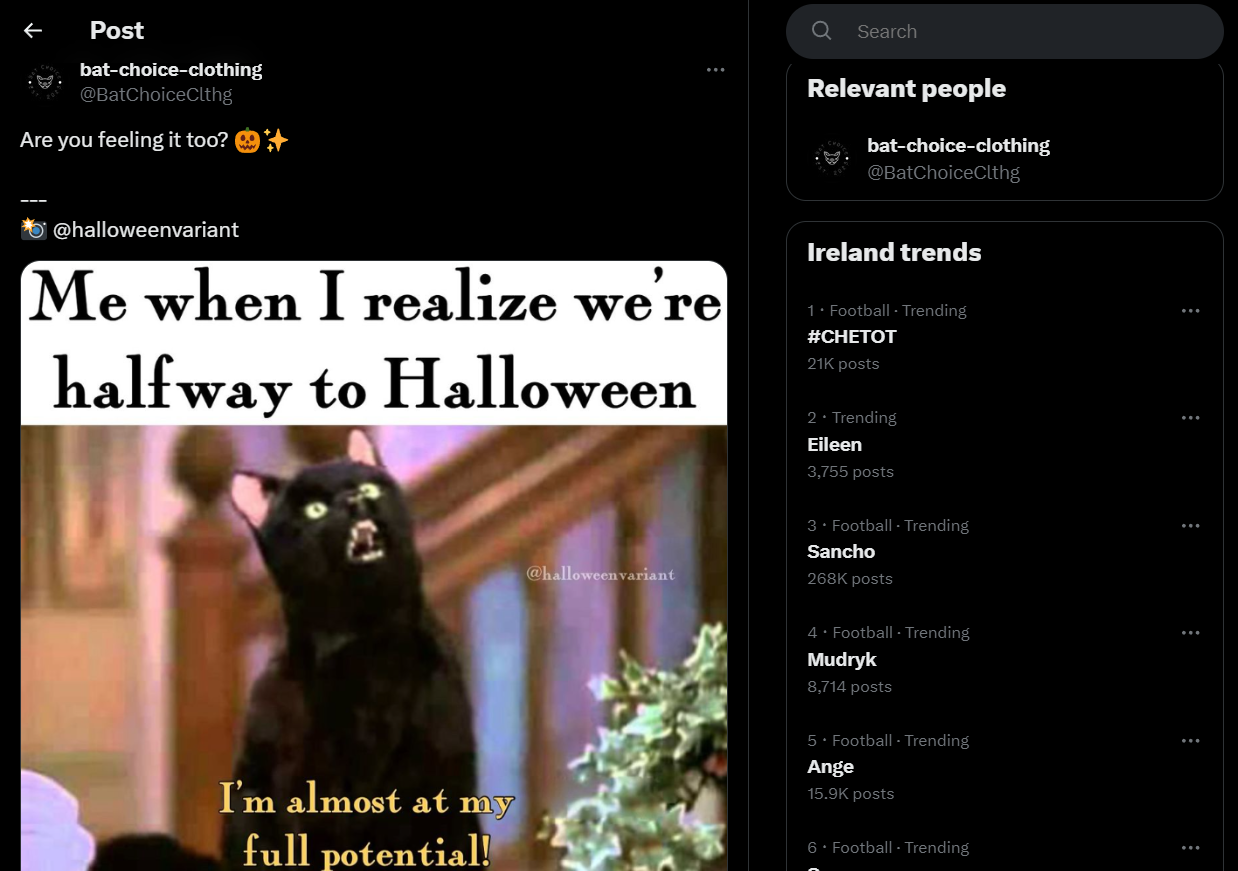 Post
bat-choice-clothing
@BatChoiceClthg
Are you feeling it too? 🎃✨
---
📸 @halloweenvariant
Me when I realize we're
halfway to Halloween
@halloweenvariant
I'm almost at my
full potential!
Search
Relevant people
bat-choice-clothing
@BatChoiceClthg
Ireland trends
1 · Football · Trending
#CHETOT
21K posts
2 · Trending
Eileen
3,755 posts
3 · Football · Trending
Sancho
268K posts
4 · Football · Trending
Mudryk
8,714 posts
5 · Football · Trending
Ange
15.9K posts
6 · Football · Trending